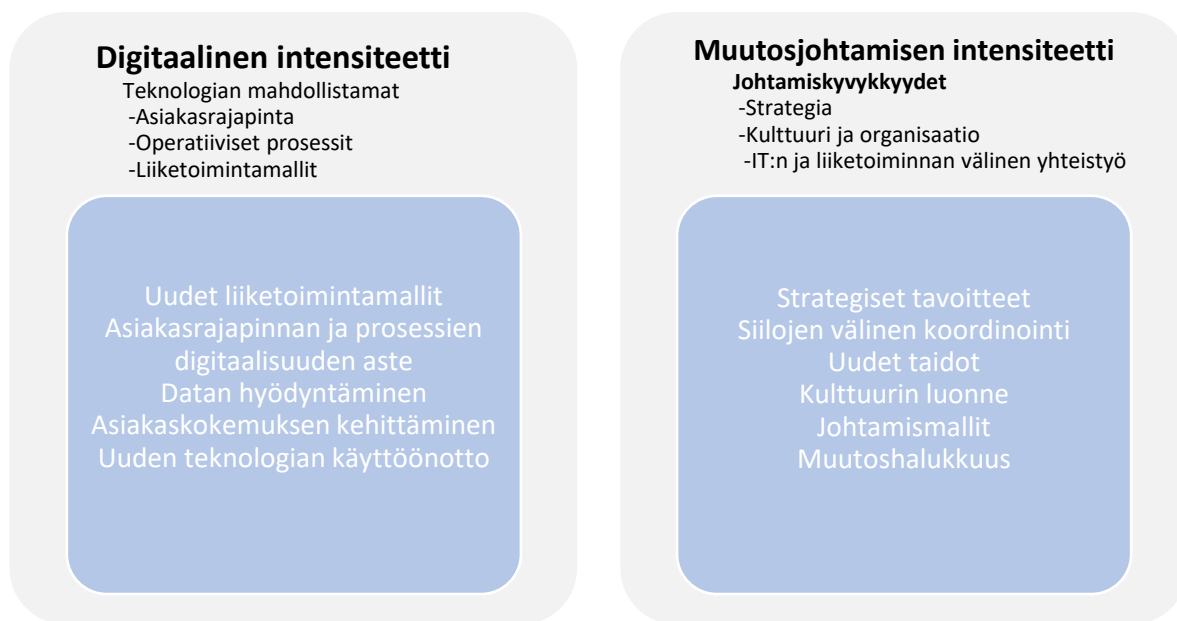 Digitaalinen intensiteetti
Teknologian mahdollistamat
-Asiakasrajapinta
-Operatiiviset prosessit
-Liiketoimintamallit
Uudet liiketoimintamallit
Asiakasrajapinnan ja prosessien
digitaalisuuden aste
Datan hyödyntäminen
Asiakaskokemuksen kehittäminen
Uuden teknologian käyttöönotto
Muutosjohtamisen intensiteetti
Johtamiskyvykkyydet
-Strategia
-Kulttuuri ja organisaatio
-IT:n ja liiketoiminnan välinen yhteistyö
Strategiset tavoitteet
Siilojen välinen koordinointi
Uudet taidot
Kulttuurin luonne
Johtamismallit
Muutoshalukkuus